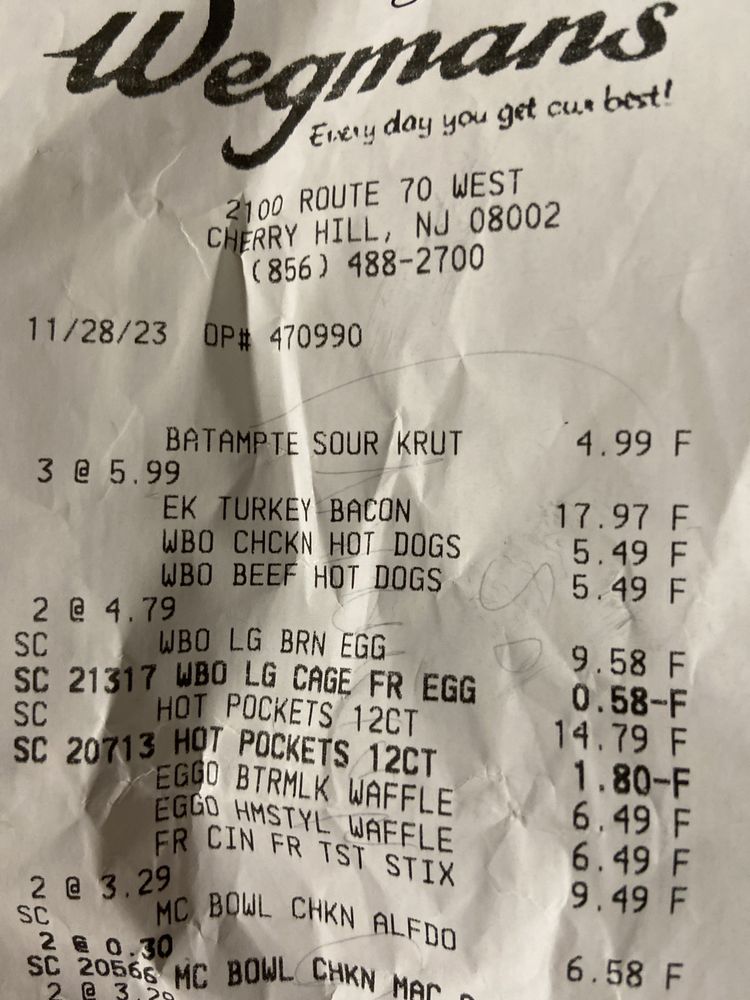 Wegmans
Every day you get our best!
2100 ROUTE 70 WEST
CHERRY HILL, NJ 08002
(856) 488-2700
11/28/23 OP# 470990
BATAMPTE SOUR KRUT 4.99 F
3 @ 5.99
EK TURKEY BACON 17.97 F
WBO CHCKN HOT DOGS 5.49 F
WBO BEEF HOT DOGS 5.49 F
2 @ 4.79
SC WBO LG BRN EGG 9.58 F
SC 21317 WBO LG CAGE FR EGG 0.58-F
SC HOT POCKETS 12CT 14.79 F
SC 20713 HOT POCKETS 12CT 1.80-F
EGGO BTRMLK WAFFLE 6.49 F
EGGO HMSTYL WAFFLE 6.49 F
FR CIN FR TST STIX 9.49 F
2 @ 3.29
SC MC BOWL CHKN ALFDO 6.58 F
2 @ 0.30
SC 20566 MC BOWL CHKN MAC
2 @ 3.29